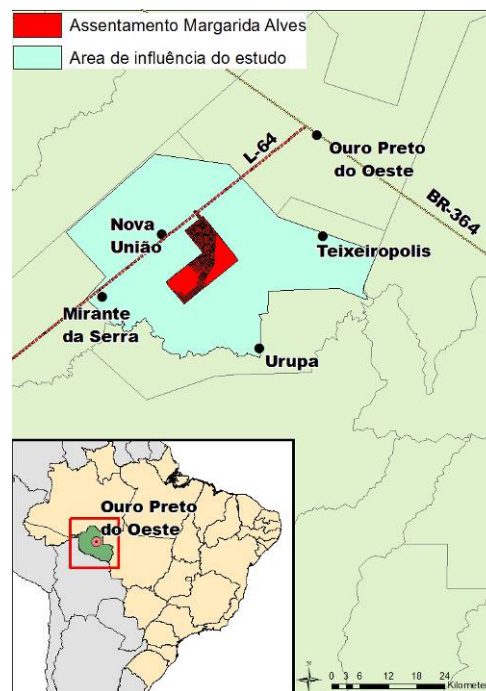 Assentamento Margarida Alves
Area de influência do estudo
L-64
Ouro Preto
do Oeste
BR-364
Nova
União
Teixeiropolis
Mirante
da Serra
Urupa
Ouro Preto
do Oeste
N
0 3 6 12 18 24
Kilometer